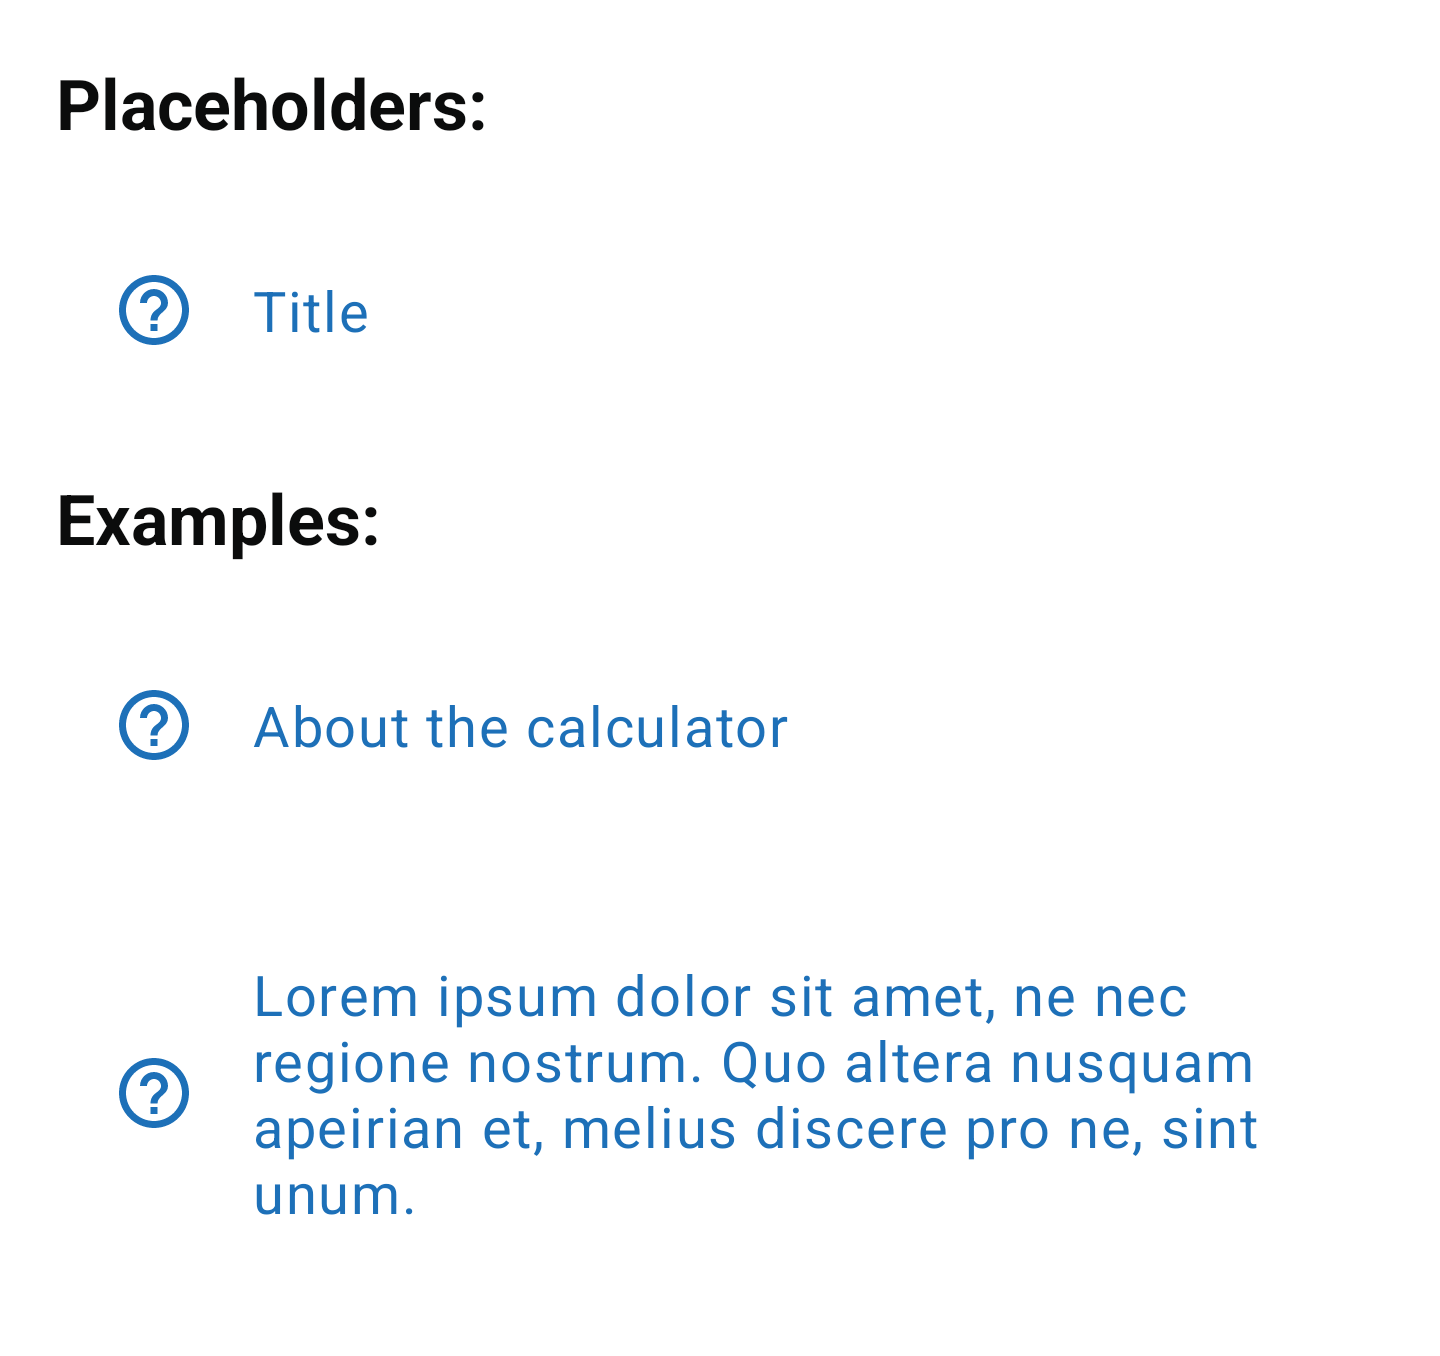 Placeholders:
Title
Examples:
About the calculator
Lorem ipsum dolor sit amet, ne nec
regione nostrum. Quo altera nusquam
apeirian et, melius discere pro ne, sint
unum.